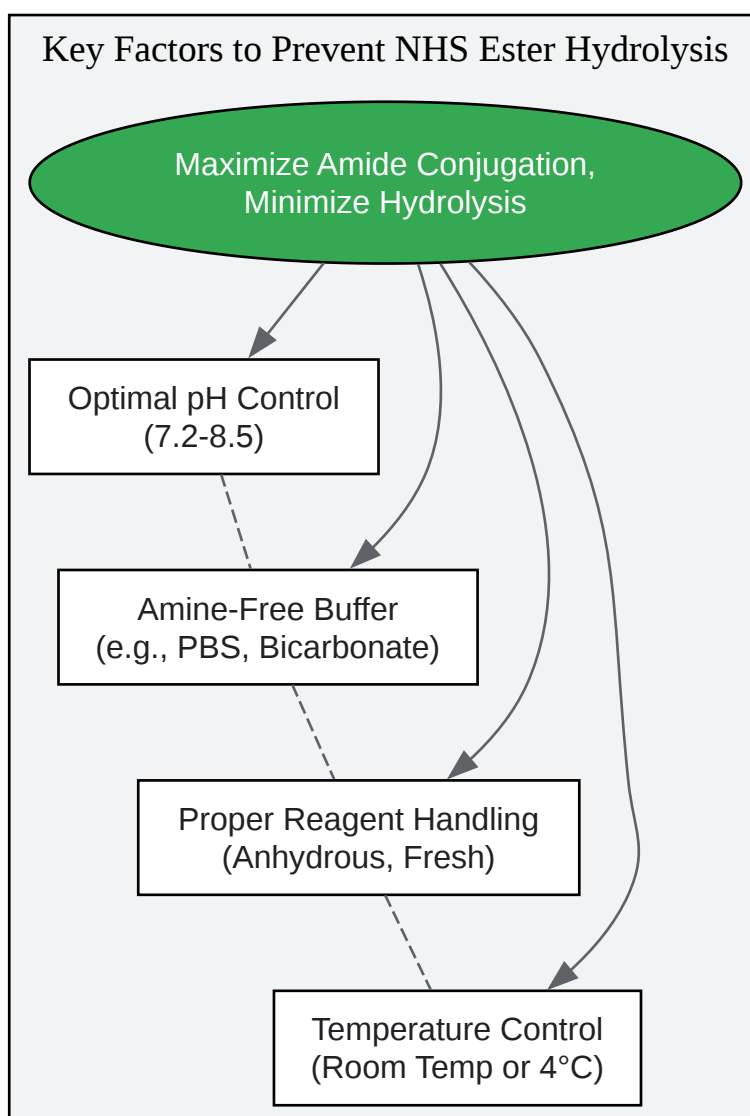 Key Factors to Prevent NHS Ester Hydrolysis
Maximize Amide Conjugation,
Minimize Hydrolysis
Optimal pH Control
(7.2-8.5)
Amine-Free Buffer
(e.g., PBS, Bicarbonate)
Proper Reagent Handling
(Anhydrous, Fresh)
Temperature Control
(Room Temp or 4°C)